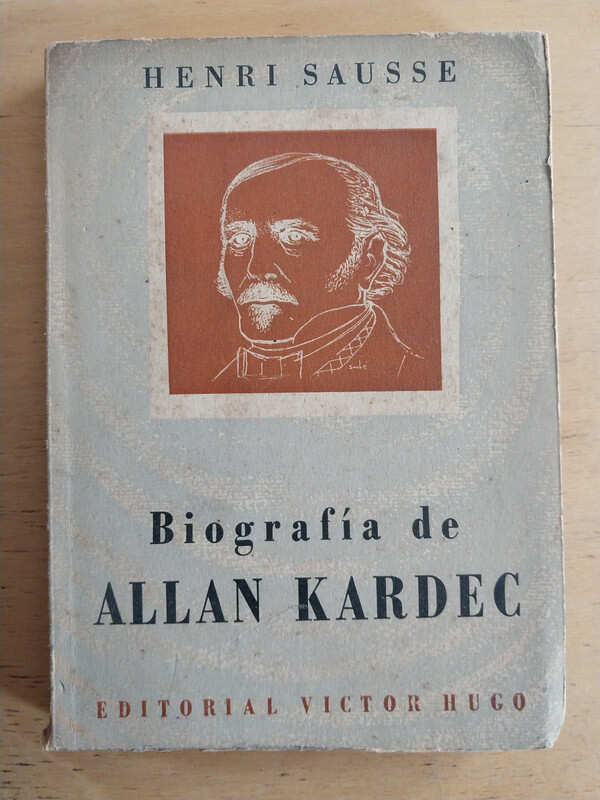 HENRI SAUSSE
Biografía de
ALLAN KARDEC
EDITORIAL VICTOR HUGO